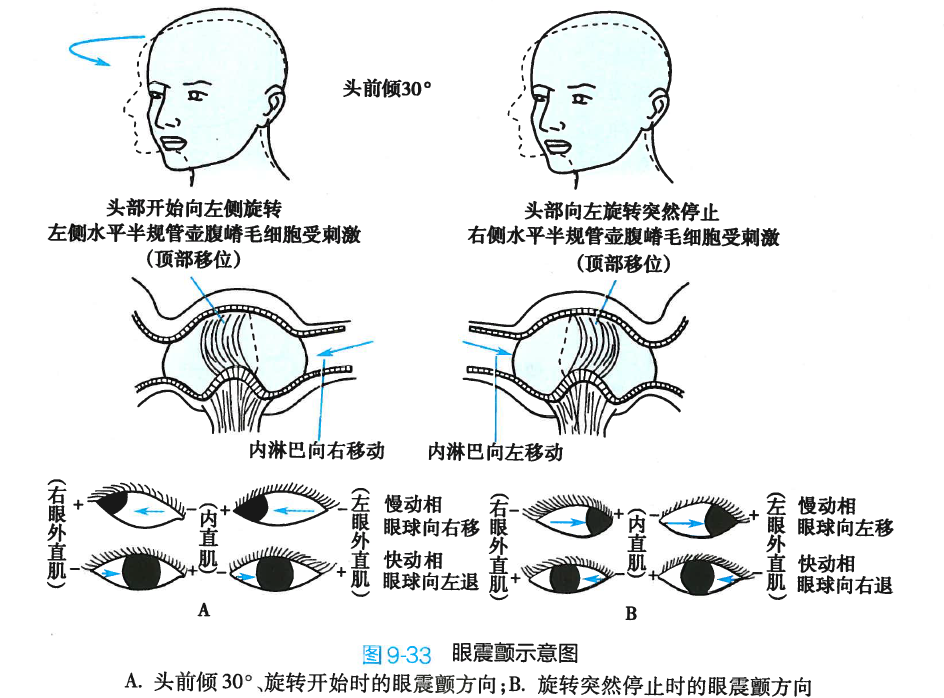 头前倾30°
头部开始向左侧旋转
左侧水平半规管壶腹嵴毛细胞受刺激
(顶部移位)
头部向左旋转突然停止
右侧水平半规管壶腹嵴毛细胞受刺激
(顶部移位)
内淋巴向右移动
内淋巴向左移动
(右眼外直肌)
+ − + −
(内直肌)
− + − +
(左眼外直肌)
慢动相
眼球向右移
快动相
眼球向左退
A
(右眼外直肌)
− + − +
(内直肌)
+ − + −
(左眼外直肌)
慢动相
眼球向左移
快动相
眼球向右退
B
图9-33 眼震颤示意图
A. 头前倾30°、旋转开始时的眼震颤方向;B. 旋转突然停止时的眼震颤方向